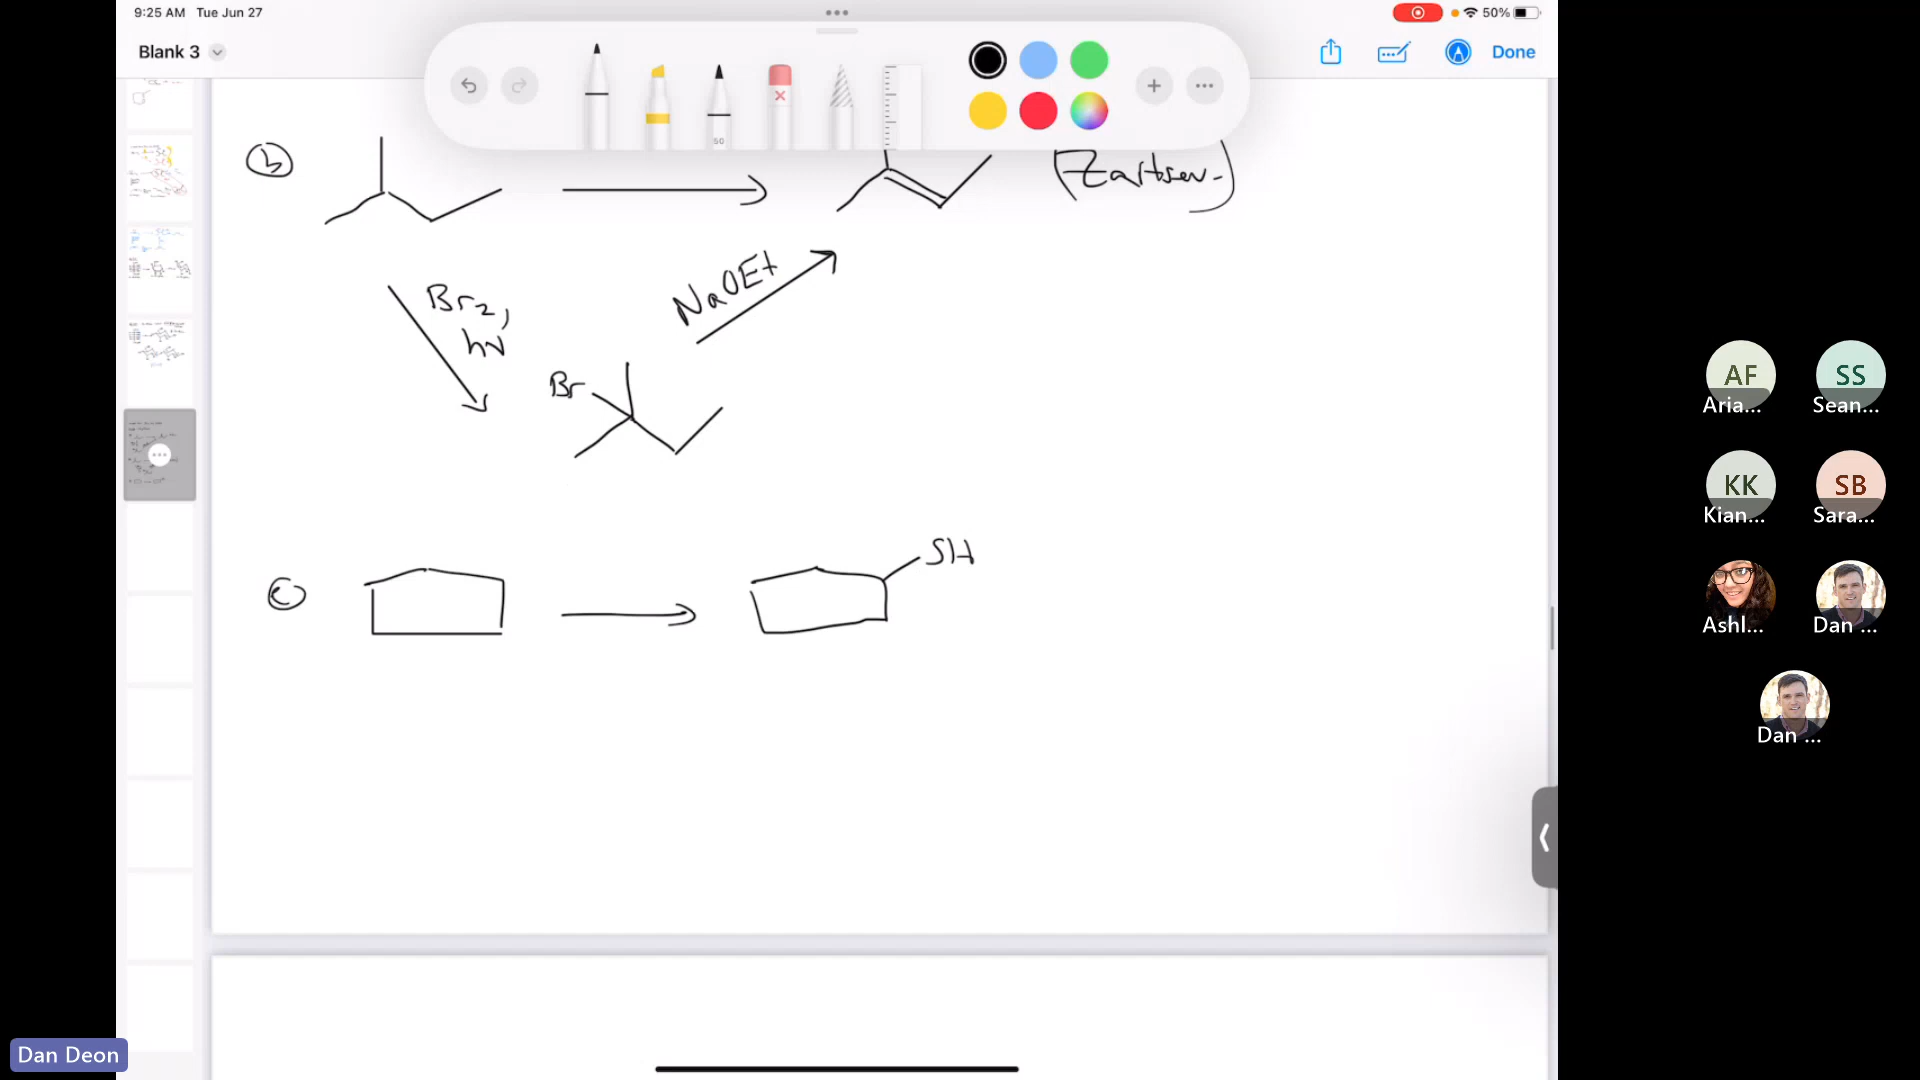 9:25 AM Tue Jun 27
50%
Blank 3
Done
50
b
(Zaitsev)
NaOEt
Br2,
hν
Br
c
SH
AF
Aria...
SS
Sean...
KK
Kian...
SB
Sara...
Ashl...
Dan ...
Dan ...
Dan Deon